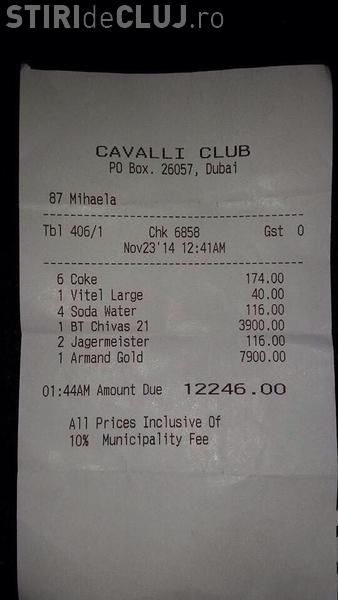 STIRIdeCLUJ.ro
CAVALLI CLUB
PO Box. 26057, Dubai
87 Mihaela
Tbl 406/1 Chk 6858 Gst 0
Nov23'14 12:41AM
6 Coke 174.00
1 Vitel Large 40.00
4 Soda Water 116.00
1 BT Chivas 21 3900.00
2 Jagermeister 116.00
1 Armand Gold 7900.00
01:44AM Amount Due 12246.00
All Prices Inclusive Of
10% Municipality Fee